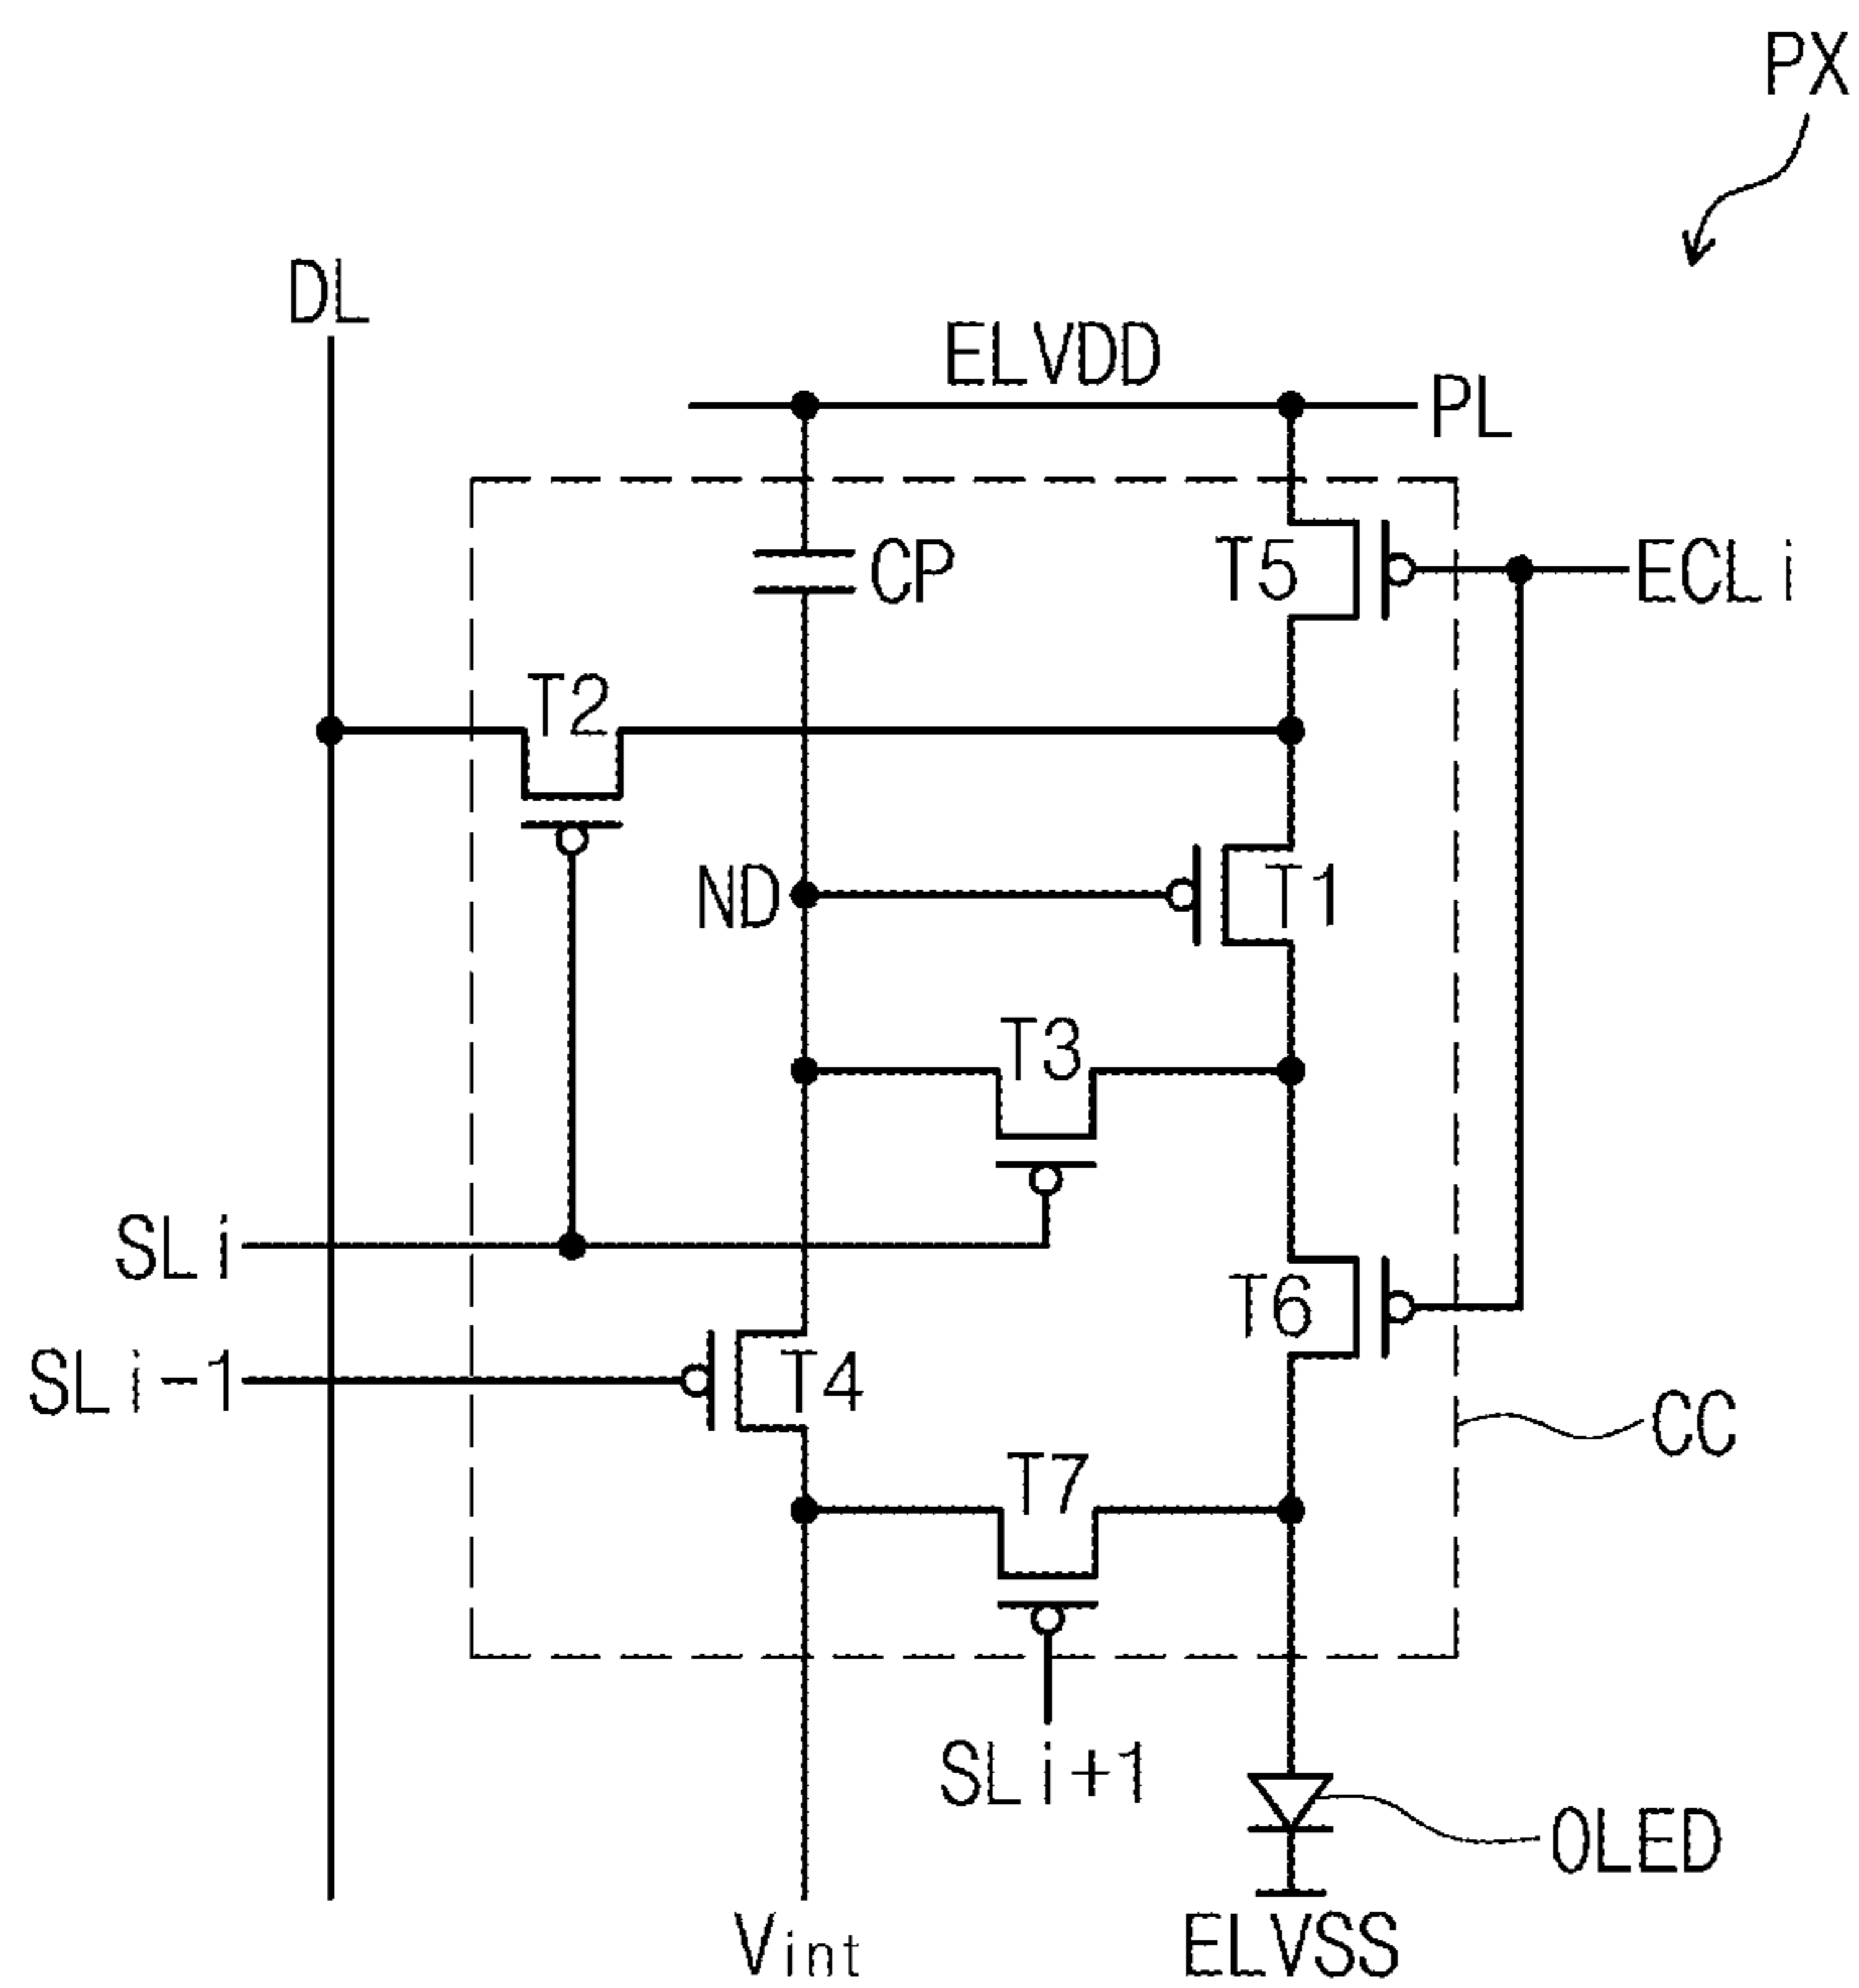 PX
DL
ELVDD
PL
CP
T5
ECLi
T2
ND
T1
T3
SLi
T6
SLi-1
T4
CC
T7
SLi+1
OLED
Vint
ELVSS